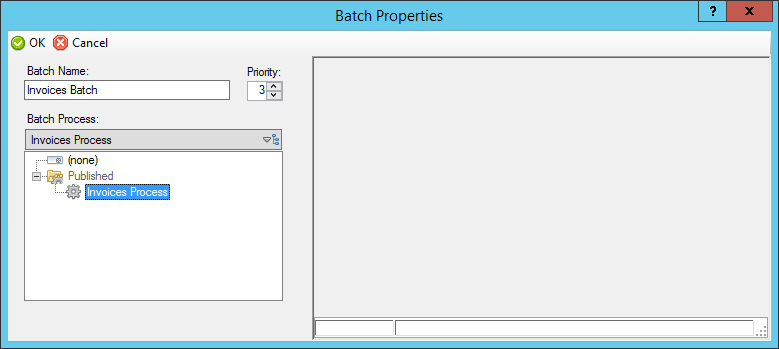 Batch Properties
?
x
OK Cancel
Batch Name: Priority:
Invoices Batch 3
Batch Process:
Invoices Process
(none)
Published
Invoices Process